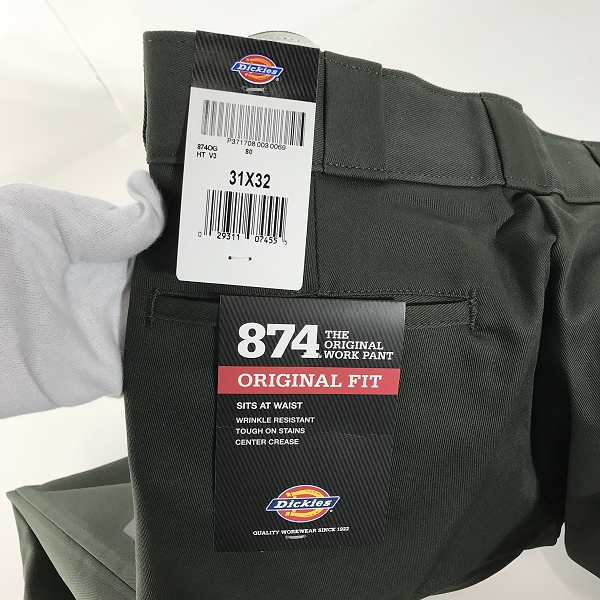 Dickies
P371708 003 0069
874OG 80
HT V3
31X32
0 29311 07455 5
874 THE ORIGINAL WORK PANT
ORIGINAL FIT
SITS AT WAIST
WRINKLE RESISTANT
TOUGH ON STAINS
CENTER CREASE
Dickies
QUALITY WORKWEAR SINCE 1922